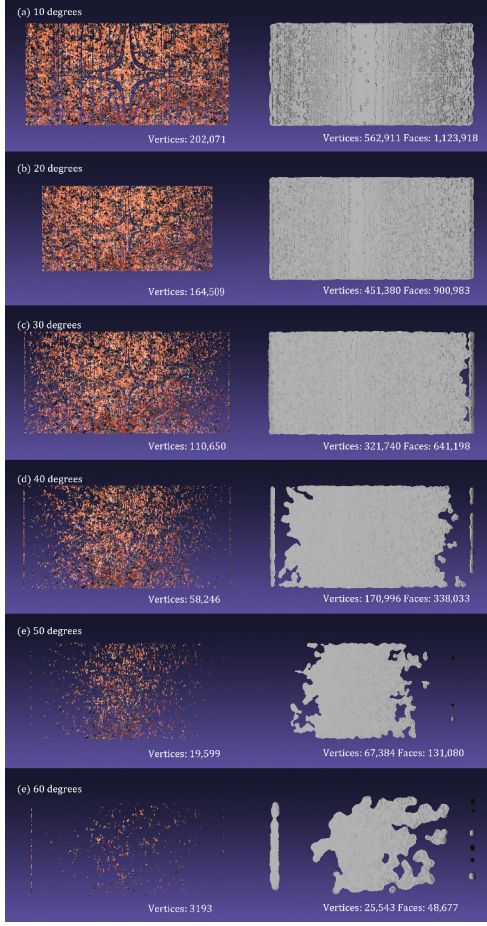 (a) 10 degrees
Vertices: 202,071
Vertices: 562,911 Faces: 1,123,918
(b) 20 degrees
Vertices: 164,509
Vertices: 451,380 Faces: 900,983
(c) 30 degrees
Vertices: 110,650
Vertices: 321,740 Faces: 641,198
(d) 40 degrees
Vertices: 58,246
Vertices: 170,996 Faces: 338,033
(e) 50 degrees
Vertices: 19,599
Vertices: 67,384 Faces: 131,080
(e) 60 degrees
Vertices: 3193
Vertices: 25,543 Faces: 48,677